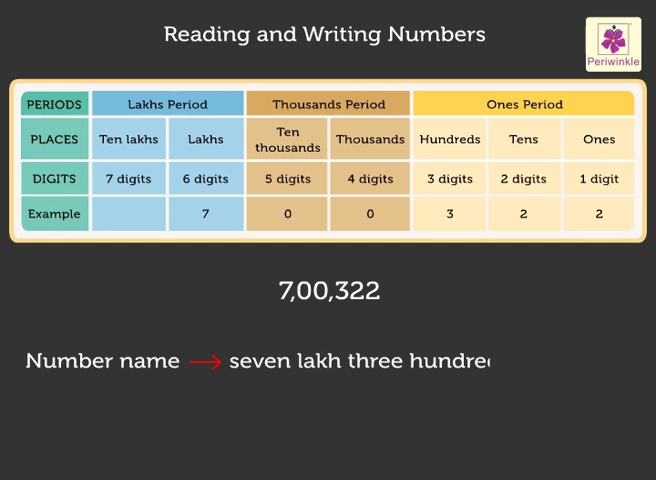 Reading and Writing Numbers
Periwinkle
PERIODS Lakhs Period Thousands Period Ones Period
PLACES Ten lakhs Lakhs Ten thousands Thousands Hundreds Tens Ones
DIGITS 7 digits 6 digits 5 digits 4 digits 3 digits 2 digits 1 digit
Example 7 0 0 3 2 2
7,00,322
Number name → seven lakh three